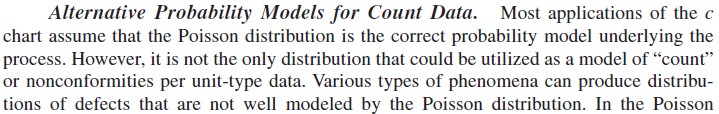 Alternative Probability Models for Count Data. Most applications of the c
chart assume that the Poisson distribution is the correct probability model underlying the
process. However, it is not the only distribution that could be utilized as a model of “count”
or nonconformities per unit-type data. Various types of phenomena can produce distribu-
tions of defects that are not well modeled by the Poisson distribution. In the Poisson